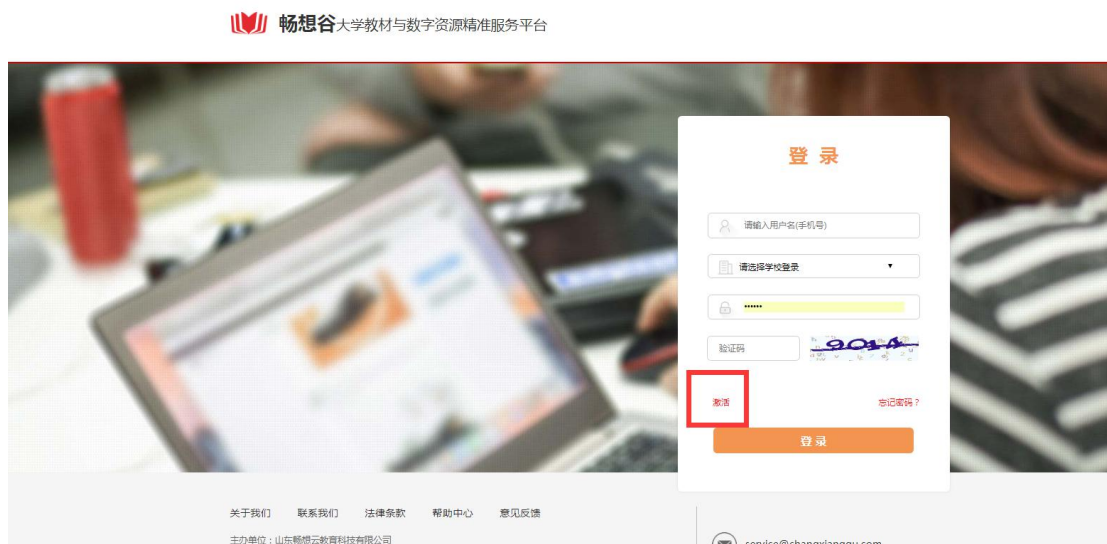 畅想谷大学教材与数字资源精准服务平台
登 录
请输入用户名(手机号)
请选择学校登录
••••••
验证码
激活
忘记密码？
登 录
关于我们 联系我们 法律条款 帮助中心 意见反馈
主办单位：山东畅想云教育科技有限公司
service@changxianggu.com